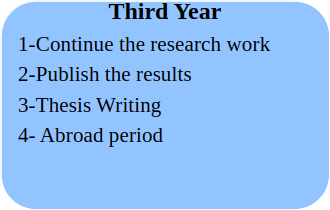 Third Year
1-Continue the research work
2-Publish the results
3-Thesis Writing
4- Abroad period